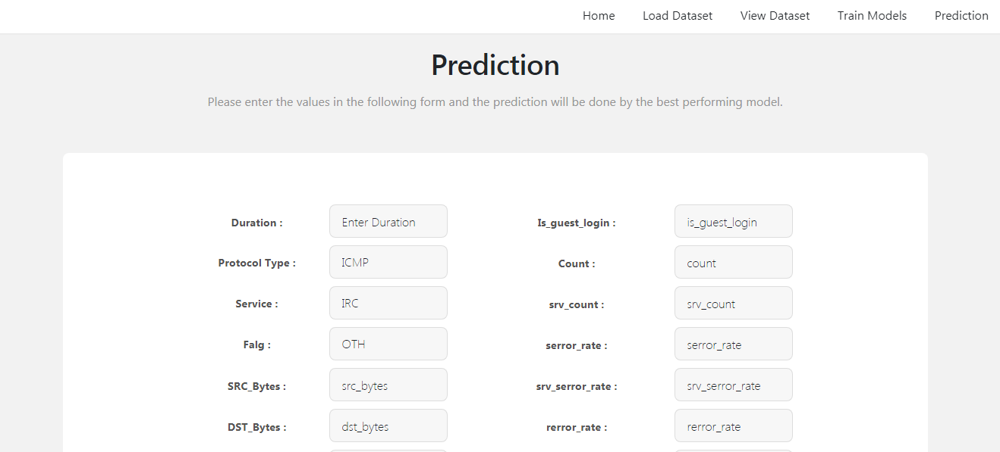 Home Load Dataset View Dataset Train Models Prediction
Prediction
Please enter the values in the following form and the prediction will be done by the best performing model.
Duration : Enter Duration Is_guest_login : is_guest_login
Protocol Type : ICMP Count : count
Service : IRC srv_count : srv_count
Falg : OTH serror_rate : serror_rate
SRC_Bytes : src_bytes srv_serror_rate : srv_serror_rate
DST_Bytes : dst_bytes rerror_rate : rerror_rate